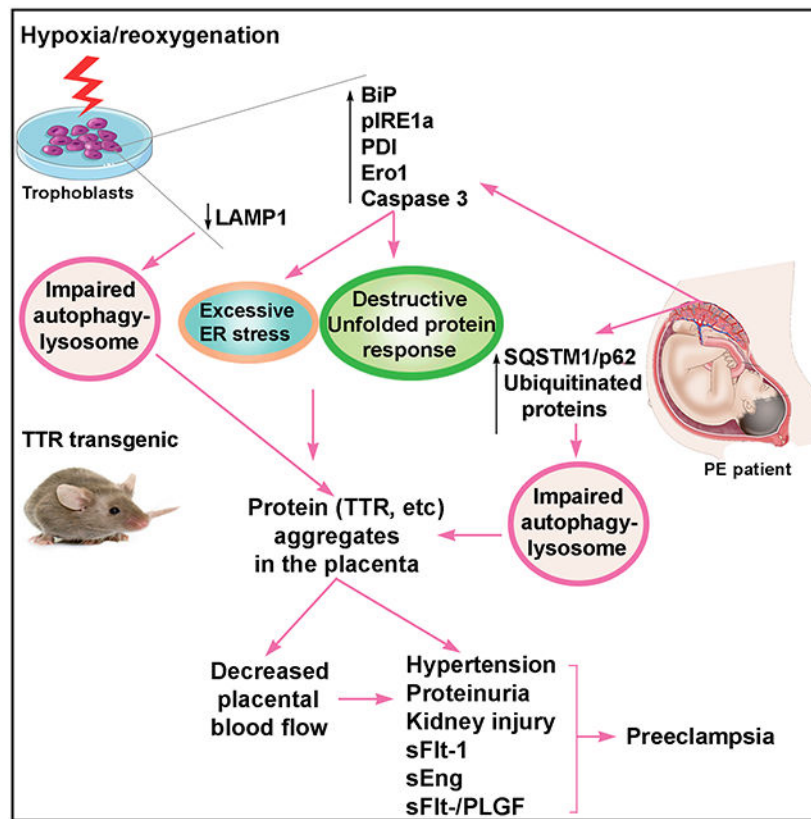 Hypoxia/reoxygenation
BiP
pIRE1a
PDI
Ero1
Caspase 3
Trophoblasts
LAMP1
Impaired
autophagy-
lysosome
Excessive
ER stress
Destructive
Unfolded protein
response
SQSTM1/p62
Ubiquitinated
proteins
PE patient
TTR transgenic
Protein (TTR, etc)
aggregates
in the placenta
Impaired
autophagy-
lysosome
Decreased
placental
blood flow
Hypertension
Proteinuria
Kidney injury
sFlt-1
sEng
sFlt-/PLGF
Preeclampsia